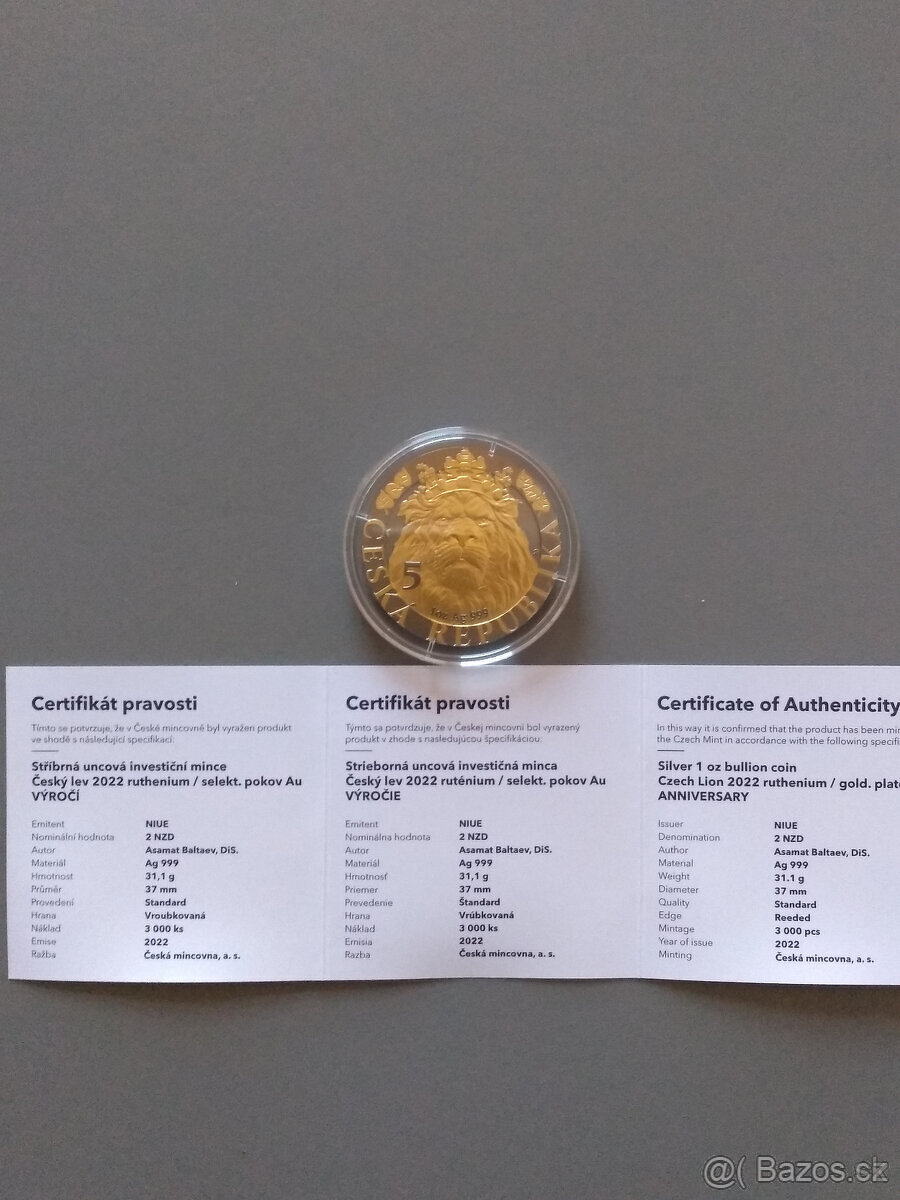 ČESKÁ REPUBLIKA
5
1 oz Ag 999
Certifikát pravosti
Tímto se potvrzuje, že v České mincovně byl vyražen produkt
ve shodě s následující specifikací:
Stříbrná uncová investiční mince
Český lev 2022 ruthenium / selekt. pokov Au
VÝROČÍ
Emitent NIUE
Nominální hodnota 2 NZD
Autor Asamat Baltaev, DiS.
Materiál Ag 999
Hmotnost 31,1 g
Průměr 37 mm
Provedení Standard
Hrana Vroubkovaná
Náklad 3 000 ks
Emise 2022
Ražba Česká mincovna, a. s.
Certifikát pravosti
Týmto sa potvrdzuje, že v Českej mincovni bol vyrazený
produkt v zhode s nasledujúcou špecifikáciou:
Strieborná uncová investičná minca
Český lev 2022 ruténium / selekt. pokov Au
VÝROČIE
Emitent NIUE
Nominálna hodnota 2 NZD
Autor Asamat Baltaev, DiS.
Materiál Ag 999
Hmotnosť 31,1 g
Priemer 37 mm
Prevedenie Štandard
Hrana Vrúbkovaná
Náklad 3 000 ks
Emisia 2022
Razba Česká mincovna, a. s.
Certificate of Authenticity
In this way it is confirmed that the product has been min
the Czech Mint in accordance with the following specifi
Silver 1 oz bullion coin
Czech Lion 2022 ruthenium / gold. plat
ANNIVERSARY
Issuer NIUE
Denomination 2 NZD
Author Asamat Baltaev, DiS.
Material Ag 999
Weight 31.1 g
Diameter 37 mm
Quality Standard
Edge Reeded
Mintage 3 000 pcs
Year of issue 2022
Minting Česká mincovna, a. s.
@( Bazos.sk